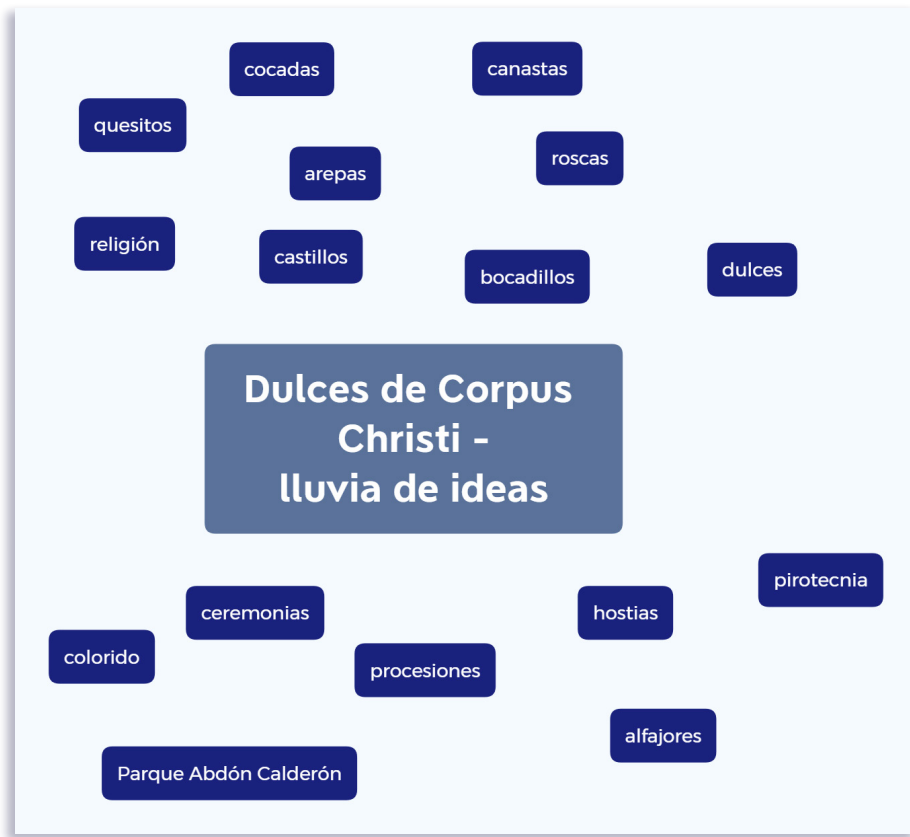 cocadas
canastas
quesitos
roscas
arepas
religión
castillos
bocadillos
dulces
Dulces de Corpus
Christi -
lluvia de ideas
pirotecnia
ceremonias
hostias
colorido
procesiones
alfajores
Parque Abdón Calderón